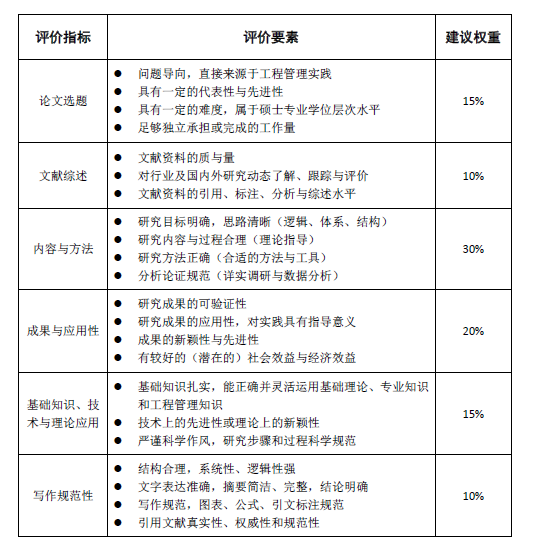 评价指标 评价要素 建议权重
论文选题
● 问题导向，直接来源于工程管理实践
● 具有一定的代表性与先进性
● 具有一定的难度，属于硕士专业学位层次水平
● 足够独立承担或完成的工作量
15%
文献综述
● 文献资料的质与量
● 对行业及国内外研究动态了解、跟踪与评价
● 文献资料的引用、标注、分析与综述水平
10%
内容与方法
● 研究目标明确，思路清晰（逻辑、体系、结构）
● 研究内容与过程合理（理论指导）
● 研究方法正确（合适的方法与工具）
● 分析论证规范（详实调研与数据分析）
30%
成果与应用性
● 研究成果的可验证性
● 研究成果的应用性，对实践具有指导意义
● 成果的新颖性与先进性
● 有较好的（潜在的）社会效益与经济效益
20%
基础知识、技
术与理论应用
● 基础知识扎实，能正确并灵活运用基础理论、专业知识
和工程管理知识
● 技术上的先进性或理论上的新颖性
● 严谨科学作风，研究步骤和过程科学规范
15%
写作规范性
● 结构合理，系统性、逻辑性强
● 文字表达准确，摘要简洁、完整，结论明确
● 写作规范，图表、公式、引文标注规范
● 引用文献真实性、权威性和规范性
10%